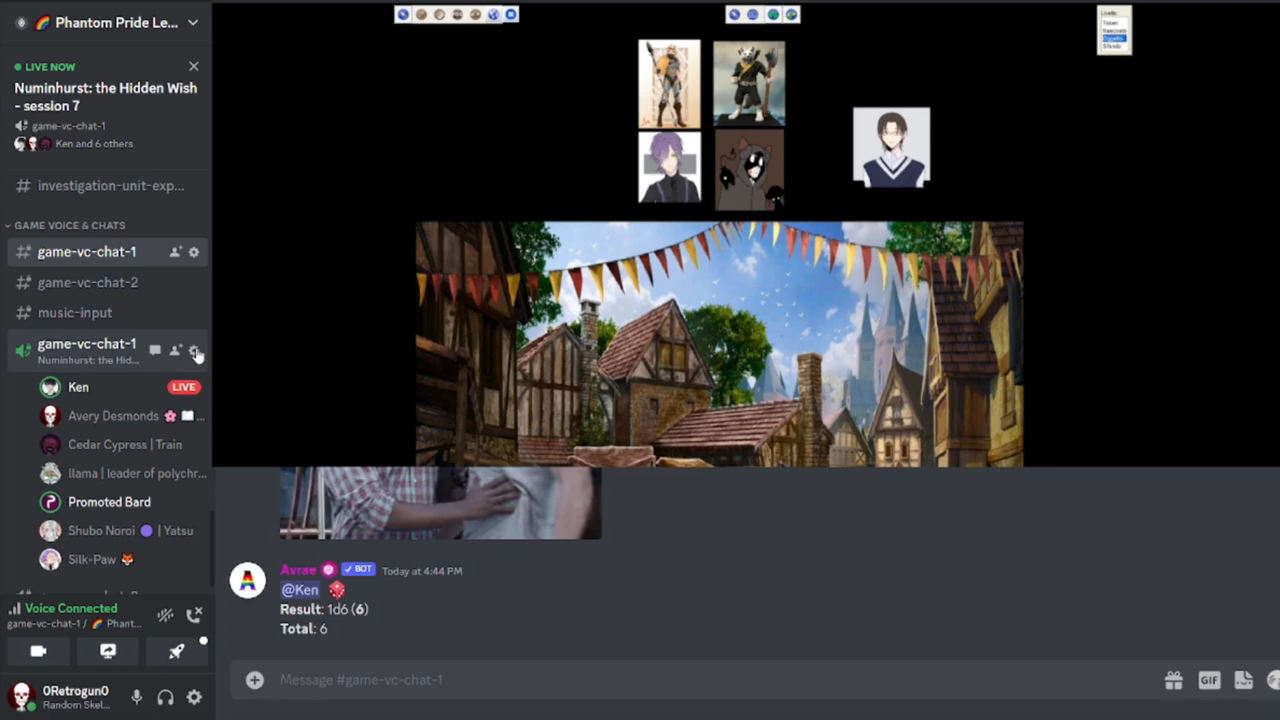 Phantom Pride Le...
LIVE NOW
Numinhurst: the Hidden Wish
- session 7
game-vc-chat-1
Ken and 6 others
investigation-unit-exp...
GAME VOICE & CHATS
game-vc-chat-1
game-vc-chat-2
music-input
game-vc-chat-1
Numinhurst: the Hid...
Ken LIVE
Avery Desmonds ...
Cedar Cypress | Train
llama | leader of polychr...
Promoted Bard
Shubo Noroi | Yatsu
Silk-Paw
Voice Connected
game-vc-chat-1 / Phant...
0Retrogun0
Random Skel...
Token
Sfondo
A
Avrae ✓ BOT Today at 4:44 PM
@Ken
Result: 1d6 (6)
Total: 6
Message #game-vc-chat-1
GIF